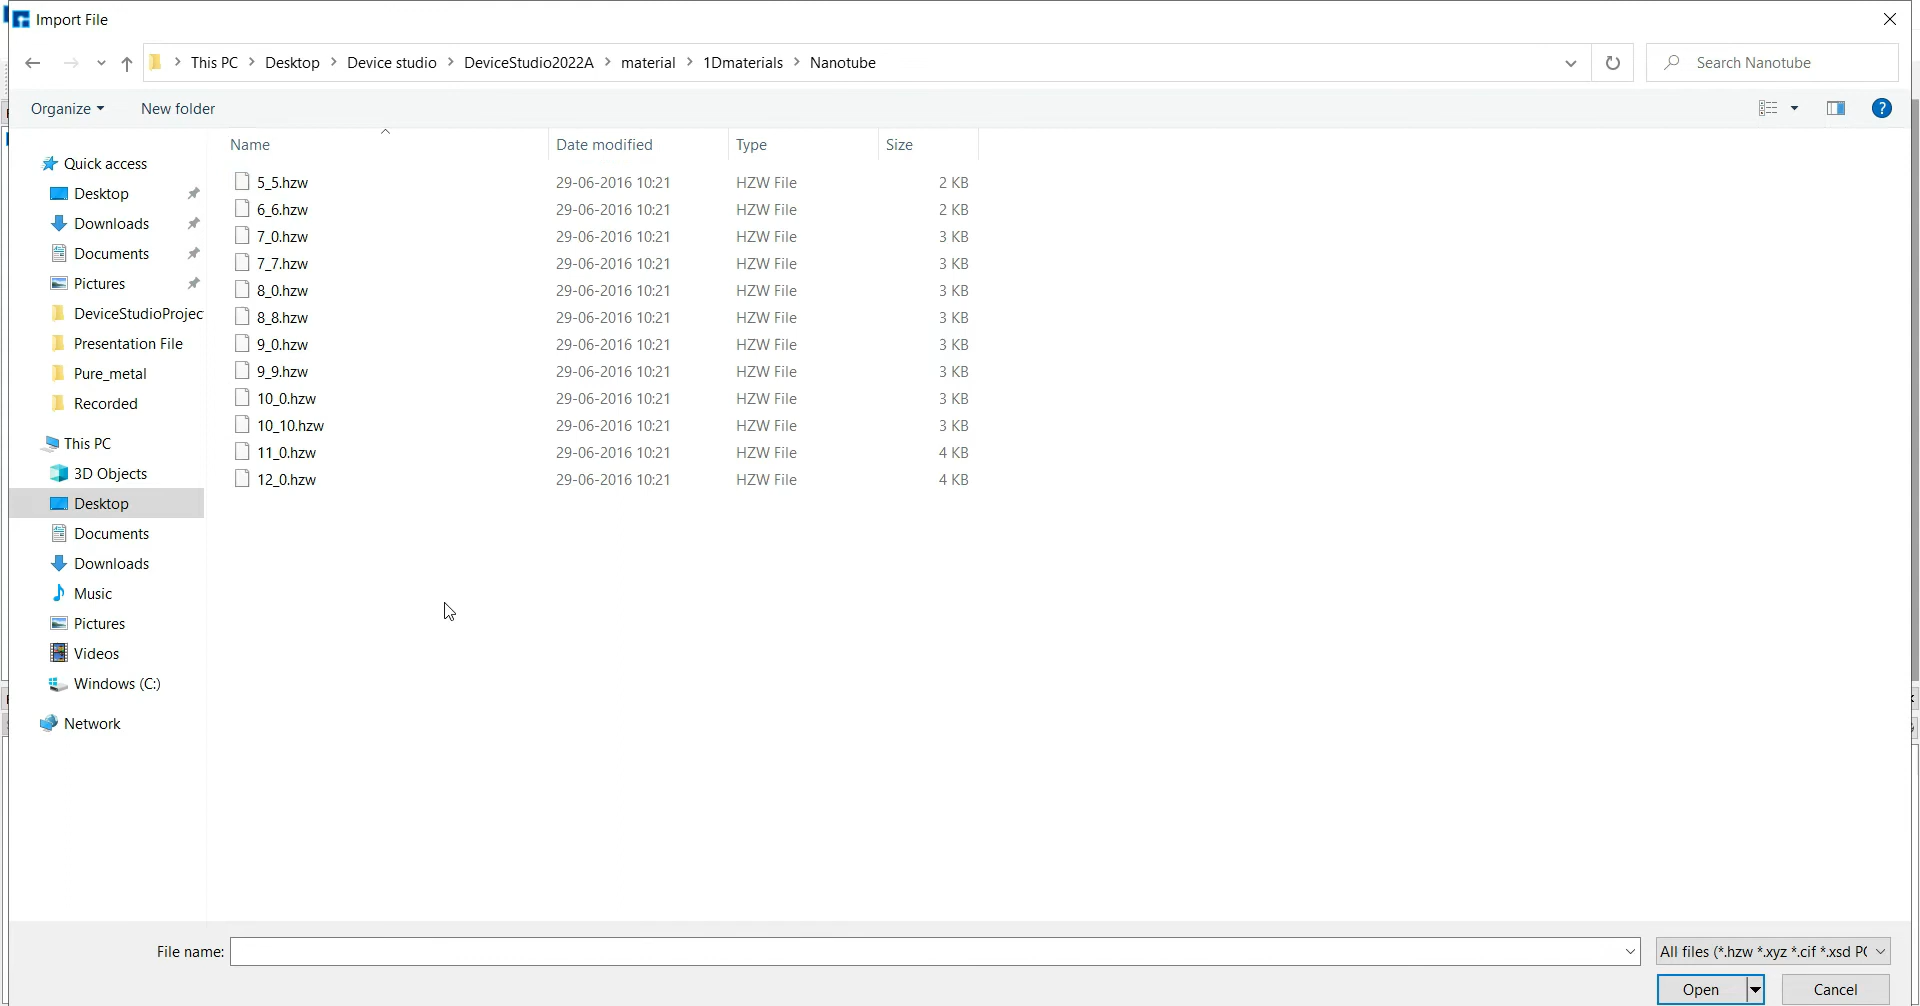 Import File
This PC > Desktop > Device studio > DeviceStudio2022A > material > 1Dmaterials > Nanotube
Search Nanotube
Organize
New folder
Name Date modified Type Size
5_5.hzw 29-06-2016 10:21 HZW File 2 KB
6_6.hzw 29-06-2016 10:21 HZW File 2 KB
7_0.hzw 29-06-2016 10:21 HZW File 3 KB
7_7.hzw 29-06-2016 10:21 HZW File 3 KB
8_0.hzw 29-06-2016 10:21 HZW File 3 KB
8_8.hzw 29-06-2016 10:21 HZW File 3 KB
9_0.hzw 29-06-2016 10:21 HZW File 3 KB
9_9.hzw 29-06-2016 10:21 HZW File 3 KB
10_0.hzw 29-06-2016 10:21 HZW File 3 KB
10_10.hzw 29-06-2016 10:21 HZW File 3 KB
11_0.hzw 29-06-2016 10:21 HZW File 4 KB
12_0.hzw 29-06-2016 10:21 HZW File 4 KB
Quick access
Desktop
Downloads
Documents
Pictures
DeviceStudioProjec
Presentation File
Pure_metal
Recorded
This PC
3D Objects
Desktop
Documents
Downloads
Music
Pictures
Videos
Windows (C:)
Network
File name:
All files (*.hzw *.xyz *.cif *.xsd PO
Open
Cancel